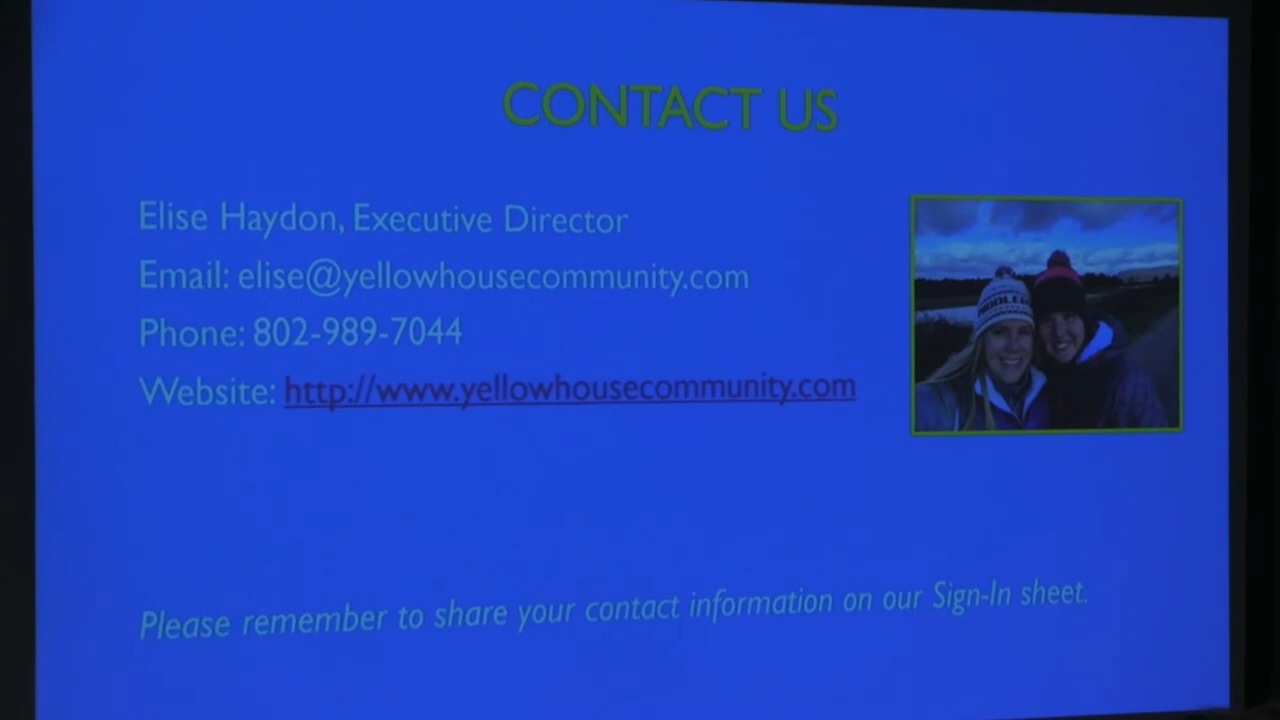 CONTACT US
Elise Haydon, Executive Director
Email: elise@yellowhousecommunity.com
Phone: 802-989-7044
Website: http://www.yellowhousecommunity.com
Please remember to share your contact information on our Sign-In sheet.